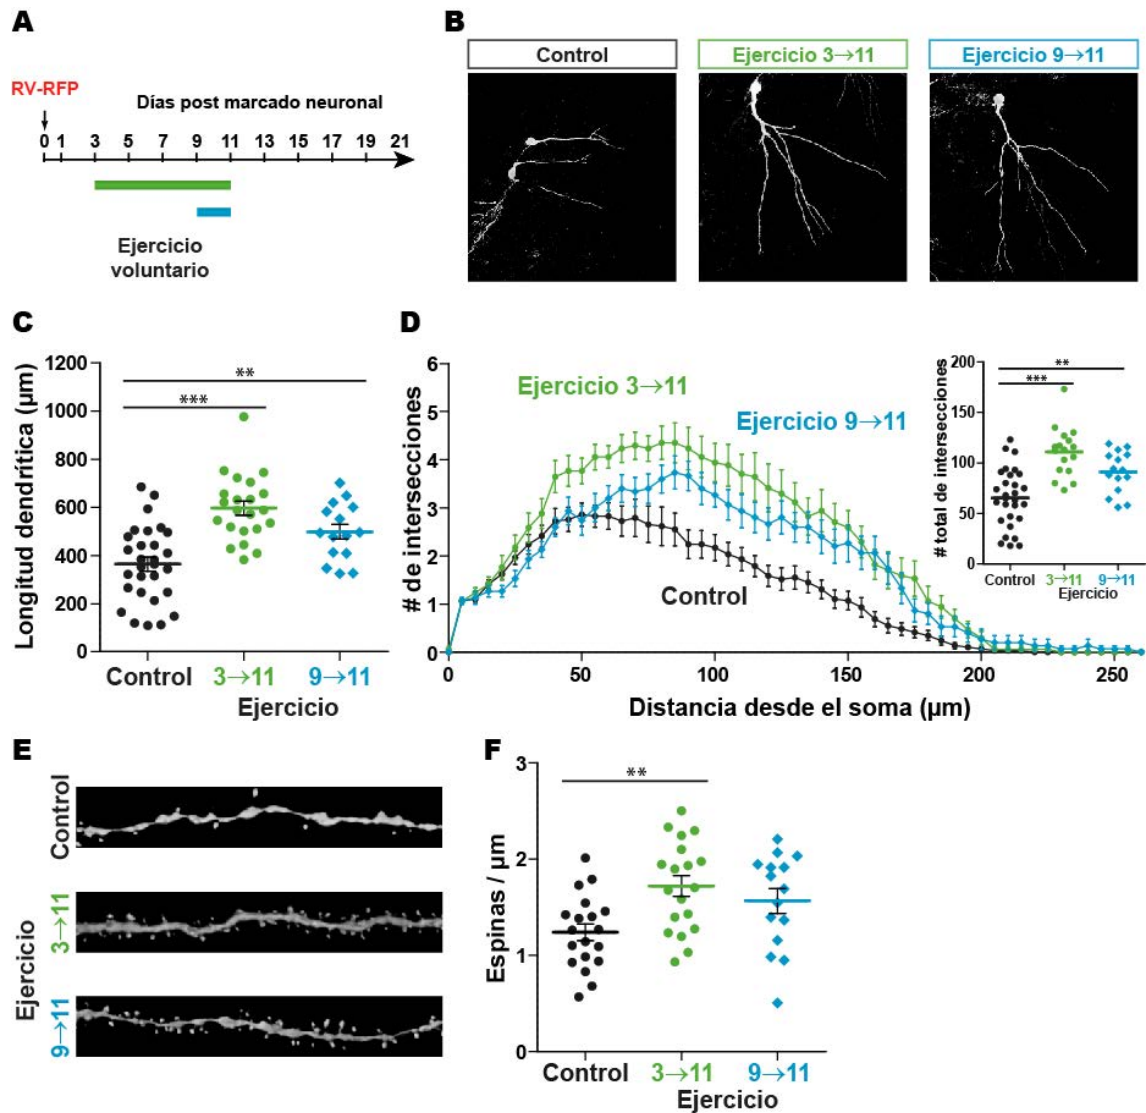 A
RV-RFP
Días post marcado neuronal
0 1 3 5 7 9 11 13 15 17 19 21
Ejercicio
voluntario
B
Control
Ejercicio 3→11
Ejercicio 9→11
C
Longitud dendrítica (µm)
1200
1000
800
600
400
200
0
**
***
Control 3→11 9→11
Ejercicio
D
# de intersecciones
6
5
4
3
2
1
0
Ejercicio 3→11
Ejercicio 9→11
Control
0 50 100 150 200 250
Distancia desde el soma (µm)
# total de intersecciones
200
150
100
50
0
**
***
Control 3→11 9→11
Ejercicio
E
Control
3→11
9→11
Ejercicio
F
Espinas / µm
3
2
1
0
**
Control 3→11 9→11
Ejercicio